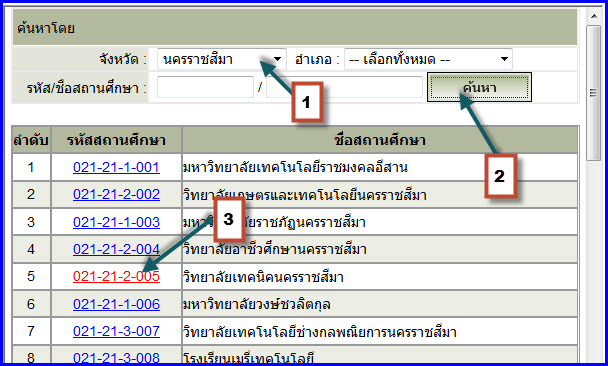 ค้นหาโดย
จังหวัด : นครราชสีมา อำเภอ : -- เลือกทั้งหมด --
รหัส/ชื่อสถานศึกษา : / ค้นหา
1
2
ลำดับ รหัสสถานศึกษา ชื่อสถานศึกษา
1 021-21-1-001 มหาวิทยาลัยเทคโนโลยีราชมงคลอีสาน
2 021-21-2-002 วิทยาลัยเกษตรและเทคโนโลยีนครราชสีมา
3 021-21-1-003 มหาวิทยาลัยราชภัฏนครราชสีมา
3
4 021-21-2-004 วิทยาลัยอาชีวศึกษานครราชสีมา
5 021-21-2-005 วิทยาลัยเทคนิคนครราชสีมา
6 021-21-1-006 มหาวิทยาลัยวงษ์ชวลิตกุล
7 021-21-3-007 วิทยาลัยเทคโนโลยีช่างกลพณิชยการนครราชสีมา
8 021-21-3-008 โรงเรียนเมรี่เทคโนโลยี